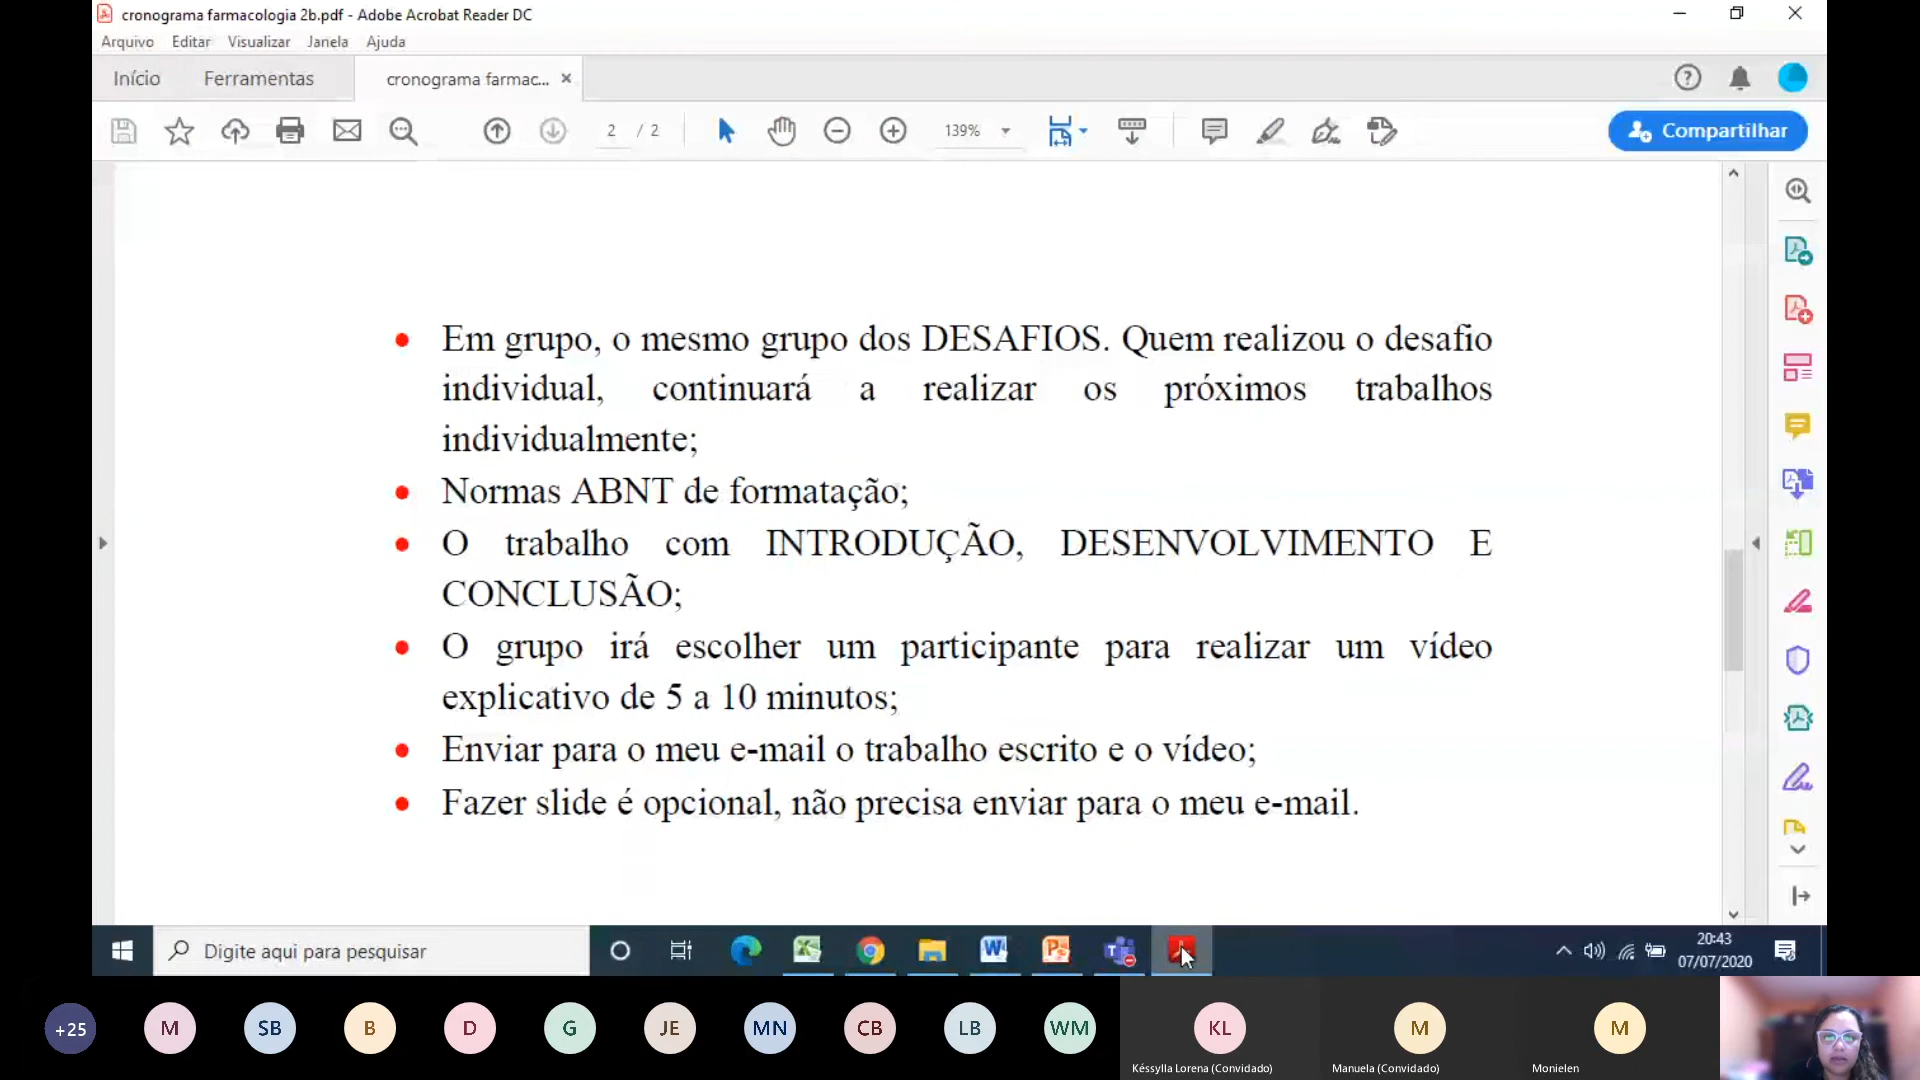 cronograma farmacologia 2b.pdf - Adobe Acrobat Reader DC
Arquivo Editar Visualizar Janela Ajuda
Início Ferramentas cronograma farmac... ×
2 / 2 139% Compartilhar
Em grupo, o mesmo grupo dos DESAFIOS. Quem realizou o desafio
individual, continuará a realizar os próximos trabalhos
individualmente;
Normas ABNT de formatação;
O trabalho com INTRODUÇÃO, DESENVOLVIMENTO E
CONCLUSÃO;
O grupo irá escolher um participante para realizar um vídeo
explicativo de 5 a 10 minutos;
Enviar para o meu e-mail o trabalho escrito e o vídeo;
Fazer slide é opcional, não precisa enviar para o meu e-mail.
Digite aqui para pesquisar
20:43
07/07/2020
+25 M SB B D G JE MN CB LB WM KL M M
Késsylla Lorena (Convidado) Manuela (Convidado) Monielen